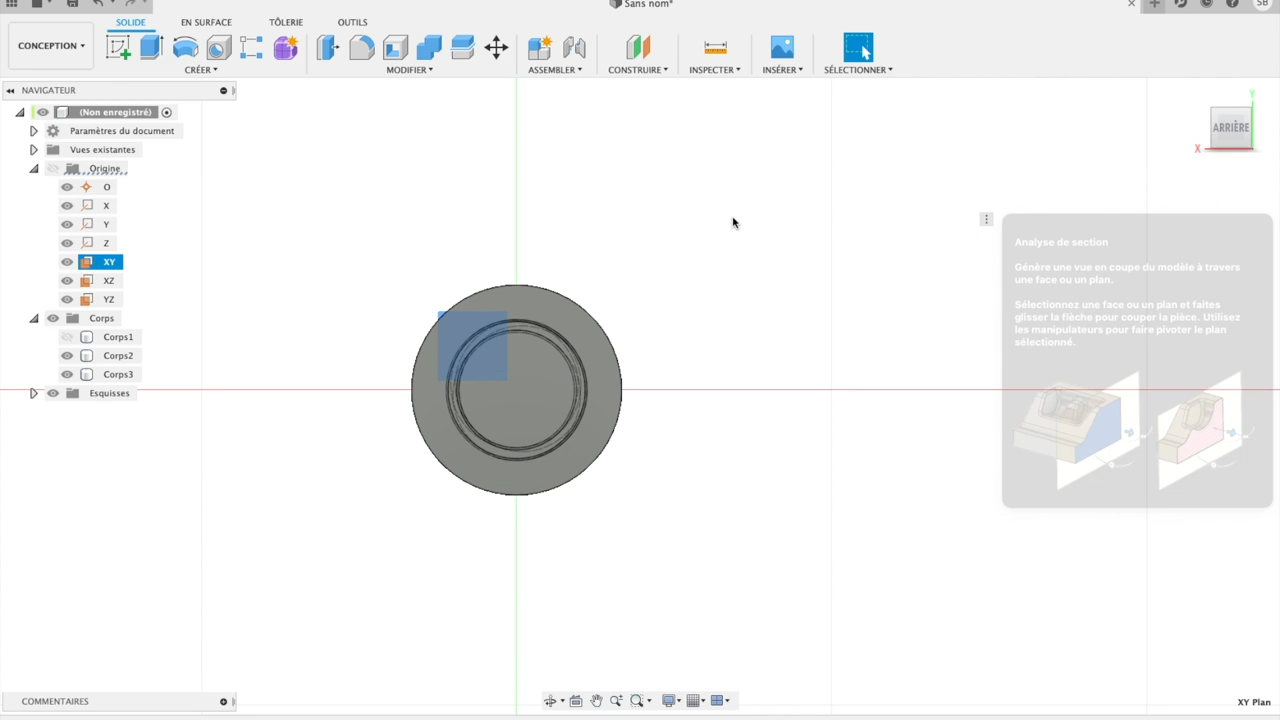 Sans nom*
SB
SOLIDE
EN SURFACE
TÔLERIE
OUTILS
CONCEPTION
CRÉER
MODIFIER
ASSEMBLER
CONSTRUIRE
INSPECTER
INSÉRER
SÉLECTIONNER
NAVIGATEUR
(Non enregistré)
Paramètres du document
Vues existantes
Origine
O
X
Y
Z
XY
XZ
YZ
Corps
Corps1
Corps2
Corps3
Esquisses
Y
ARRIÈRE
X
Analyse de section
Génère une vue en coupe du modèle à travers
une face ou un plan.
Sélectionnez une face ou un plan et faites
glisser la flèche pour couper la pièce. Utilisez
les manipulateurs pour faire pivoter le plan
sélectionné.
COMMENTAIRES
XY Plan